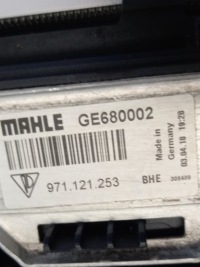 MAHLE GE680002
Made in
Germany
03.04.18 19:28
971.121.253
BHE